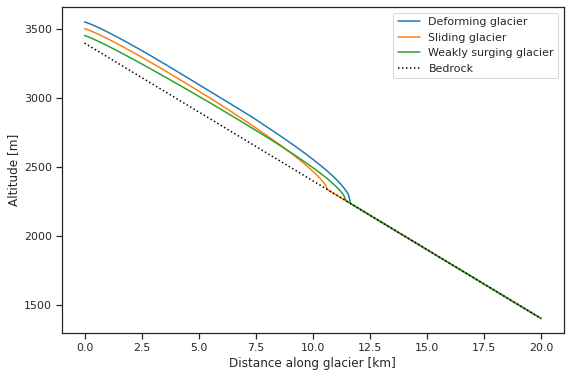 Deforming glacier
Sliding glacier
Weakly surging glacier
Bedrock
3500
3000
2500
2000
1500
Altitude [m]
0.0 2.5 5.0 7.5 10.0 12.5 15.0 17.5 20.0
Distance along glacier [km]